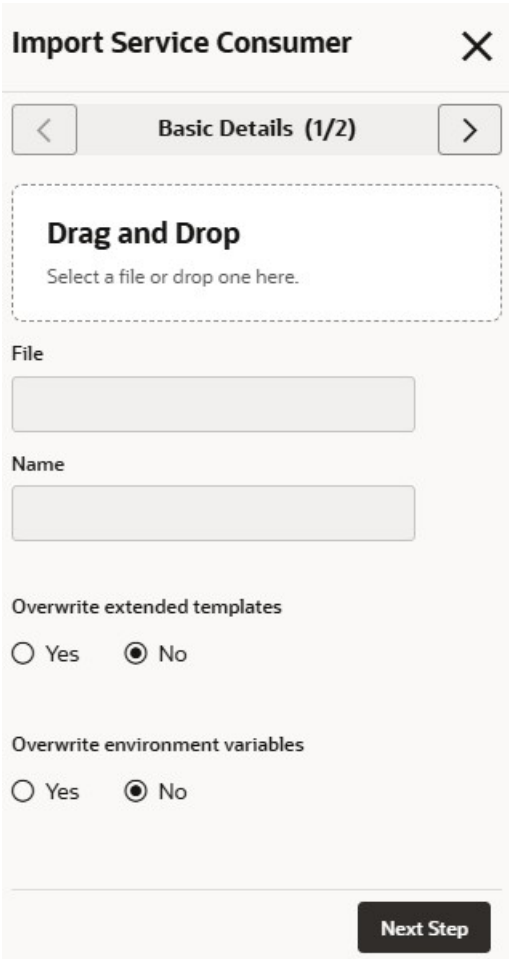 Import Service Consumer
Basic Details (1/2)
Drag and Drop
Select a file or drop one here.
File
Name
Overwrite extended templates
Yes No
Overwrite environment variables
Yes No
Next Step